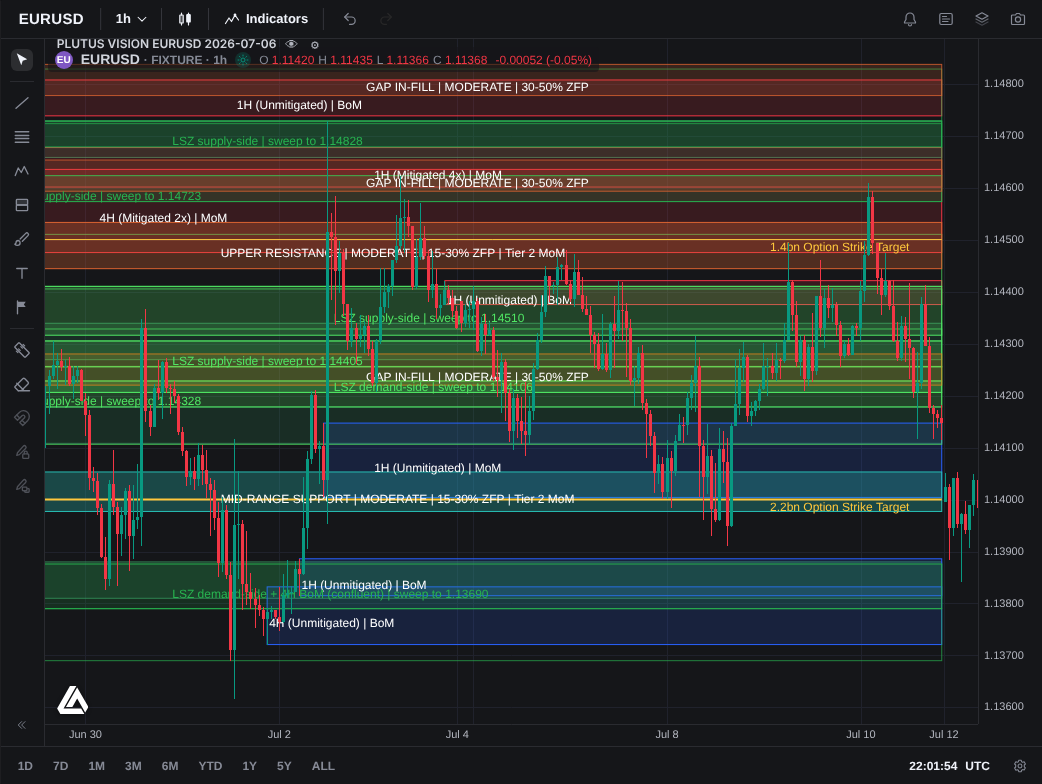 EURUSD 1h Indicators
PLUTUS VISION EURUSD 2026-07-06
EU EURUSD · FIXTURE · 1h O 1.11420 H 1.11435 L 1.11366 C 1.11368 -0.00052 (-0.05%)
1.14800
GAP IN-FILL | MODERATE | 30-50% ZFP
1H (Unmitigated) | BoM
1.14700
LSZ supply-side | sweep to 1.14828
1H (Mitigated 4x) | MoM
GAP IN-FILL | MODERATE | 30-50% ZFP
1.14600
upply-side | sweep to 1.14723
4H (Mitigated 2x) | MoM
1.14500
1.4bn Option Strike Target
UPPER RESISTANCE | MODERATE | 15-30% ZFP | Tier 2 MoM
1.14400
1H (Unmitigated) | BoM
LSZ supply-side | sweep to 1.14510
1.14300
LSZ supply-side | sweep to 1.14405
GAP IN-FILL | MODERATE | 30-50% ZFP
LSZ demand-side | sweep to 1.14106
1.14200
upply-side | sweep to 1.14328
1.14100
1H (Unmitigated) | MoM
1.14000
MID-RANGE SUPPORT | MODERATE | 15-30% ZFP | Tier 2 MoM
2.2bn Option Strike Target
1.13900
1H (Unmitigated) | BoM
LSZ demand-side + 4H BoM (confluent) | sweep to 1.13690
1.13800
4H (Unmitigated) | BoM
1.13700
1.13600
Jun 30 Jul 2 Jul 4 Jul 8 Jul 10 Jul 12
1D 7D 1M 3M 6M YTD 1Y 5Y ALL 22:01:54 UTC